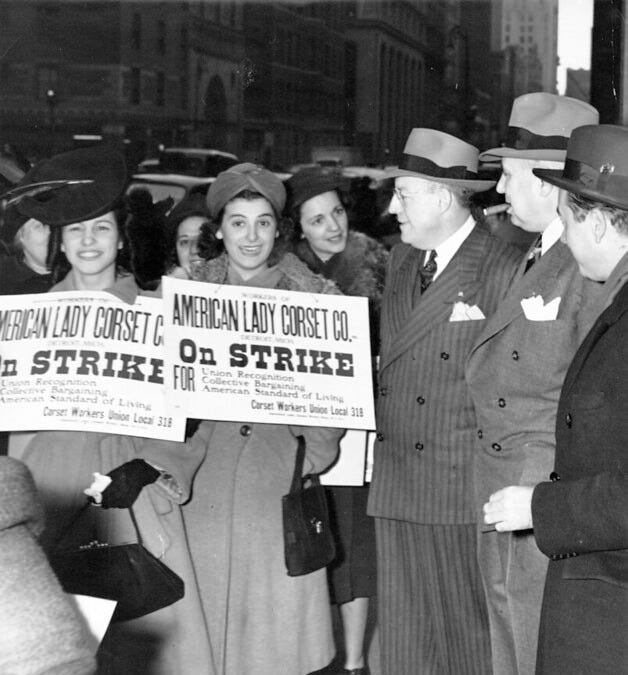 AMERICAN LADY CORSET C
On STRIKE
Union Recognition
Collective Bargaining
American Standard of Living
Corset Workers Union Local 318
WORKERS OF
AMERICAN LADY CORSET CO.
DETROIT, MICH.
On STRIKE
FOR
Union Recognition
Collective Bargaining
American Standard of Living
Corset Workers Union Local 318